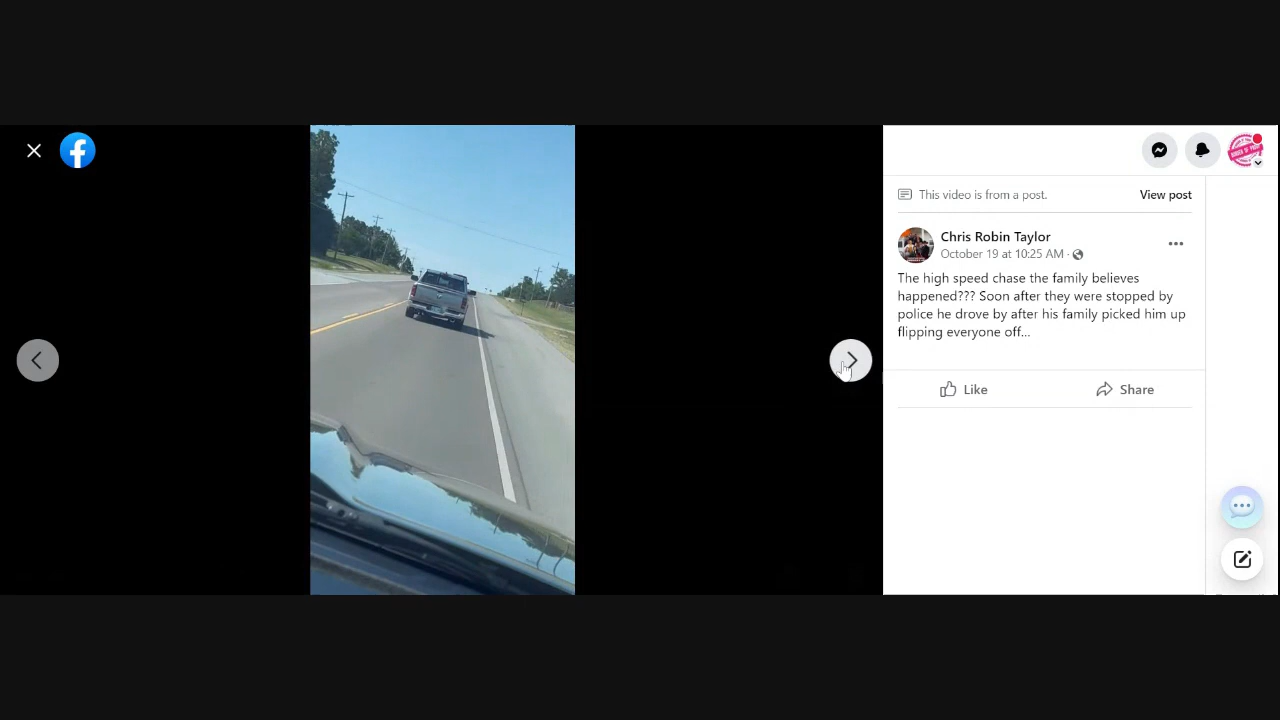 This video is from a post.
View post
Chris Robin Taylor
October 19 at 10:25 AM ·
The high speed chase the family believes
happened??? Soon after they were stopped by
police he drove by after his family picked him up
flipping everyone off...
Like
Share